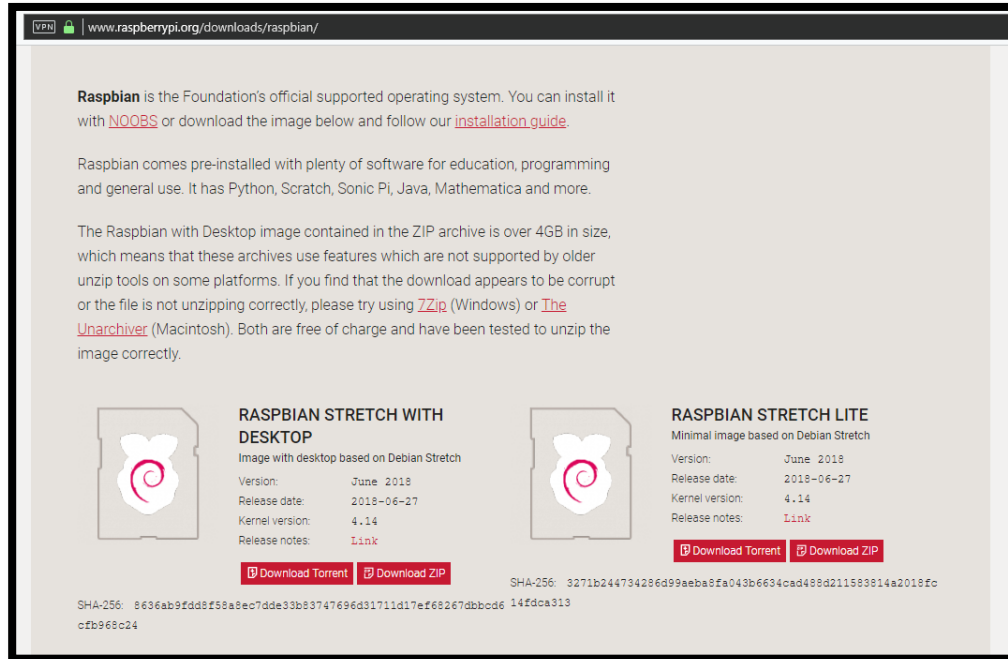 VPN www.raspberrypi.org/downloads/raspbian/
Raspbian is the Foundation's official supported operating system. You can install it
with NOOBS or download the image below and follow our installation guide.
Raspbian comes pre-installed with plenty of software for education, programming
and general use. It has Python, Scratch, Sonic Pi, Java, Mathematica and more.
The Raspbian with Desktop image contained in the ZIP archive is over 4GB in size,
which means that these archives use features which are not supported by older
unzip tools on some platforms. If you find that the download appears to be corrupt
or the file is not unzipping correctly, please try using 7Zip (Windows) or The
Unarchiver (Macintosh). Both are free of charge and have been tested to unzip the
image correctly.
RASPBIAN STRETCH WITH
DESKTOP
Image with desktop based on Debian Stretch
Version: June 2018
Release date: 2018-06-27
Kernel version: 4.14
Release notes: Link
Download Torrent Download ZIP
SHA-256: 8636ab9fdd8f58a8ec7dde33b83747696d31711d17ef68267dbbcd6
cfb968c24
RASPBIAN STRETCH LITE
Minimal image based on Debian Stretch
Version: June 2018
Release date: 2018-06-27
Kernel version: 4.14
Release notes: Link
Download Torrent Download ZIP
SHA-256: 3271b244734286d99aeba8fa043b6634cad488d211583814a2018fc
14fdca313